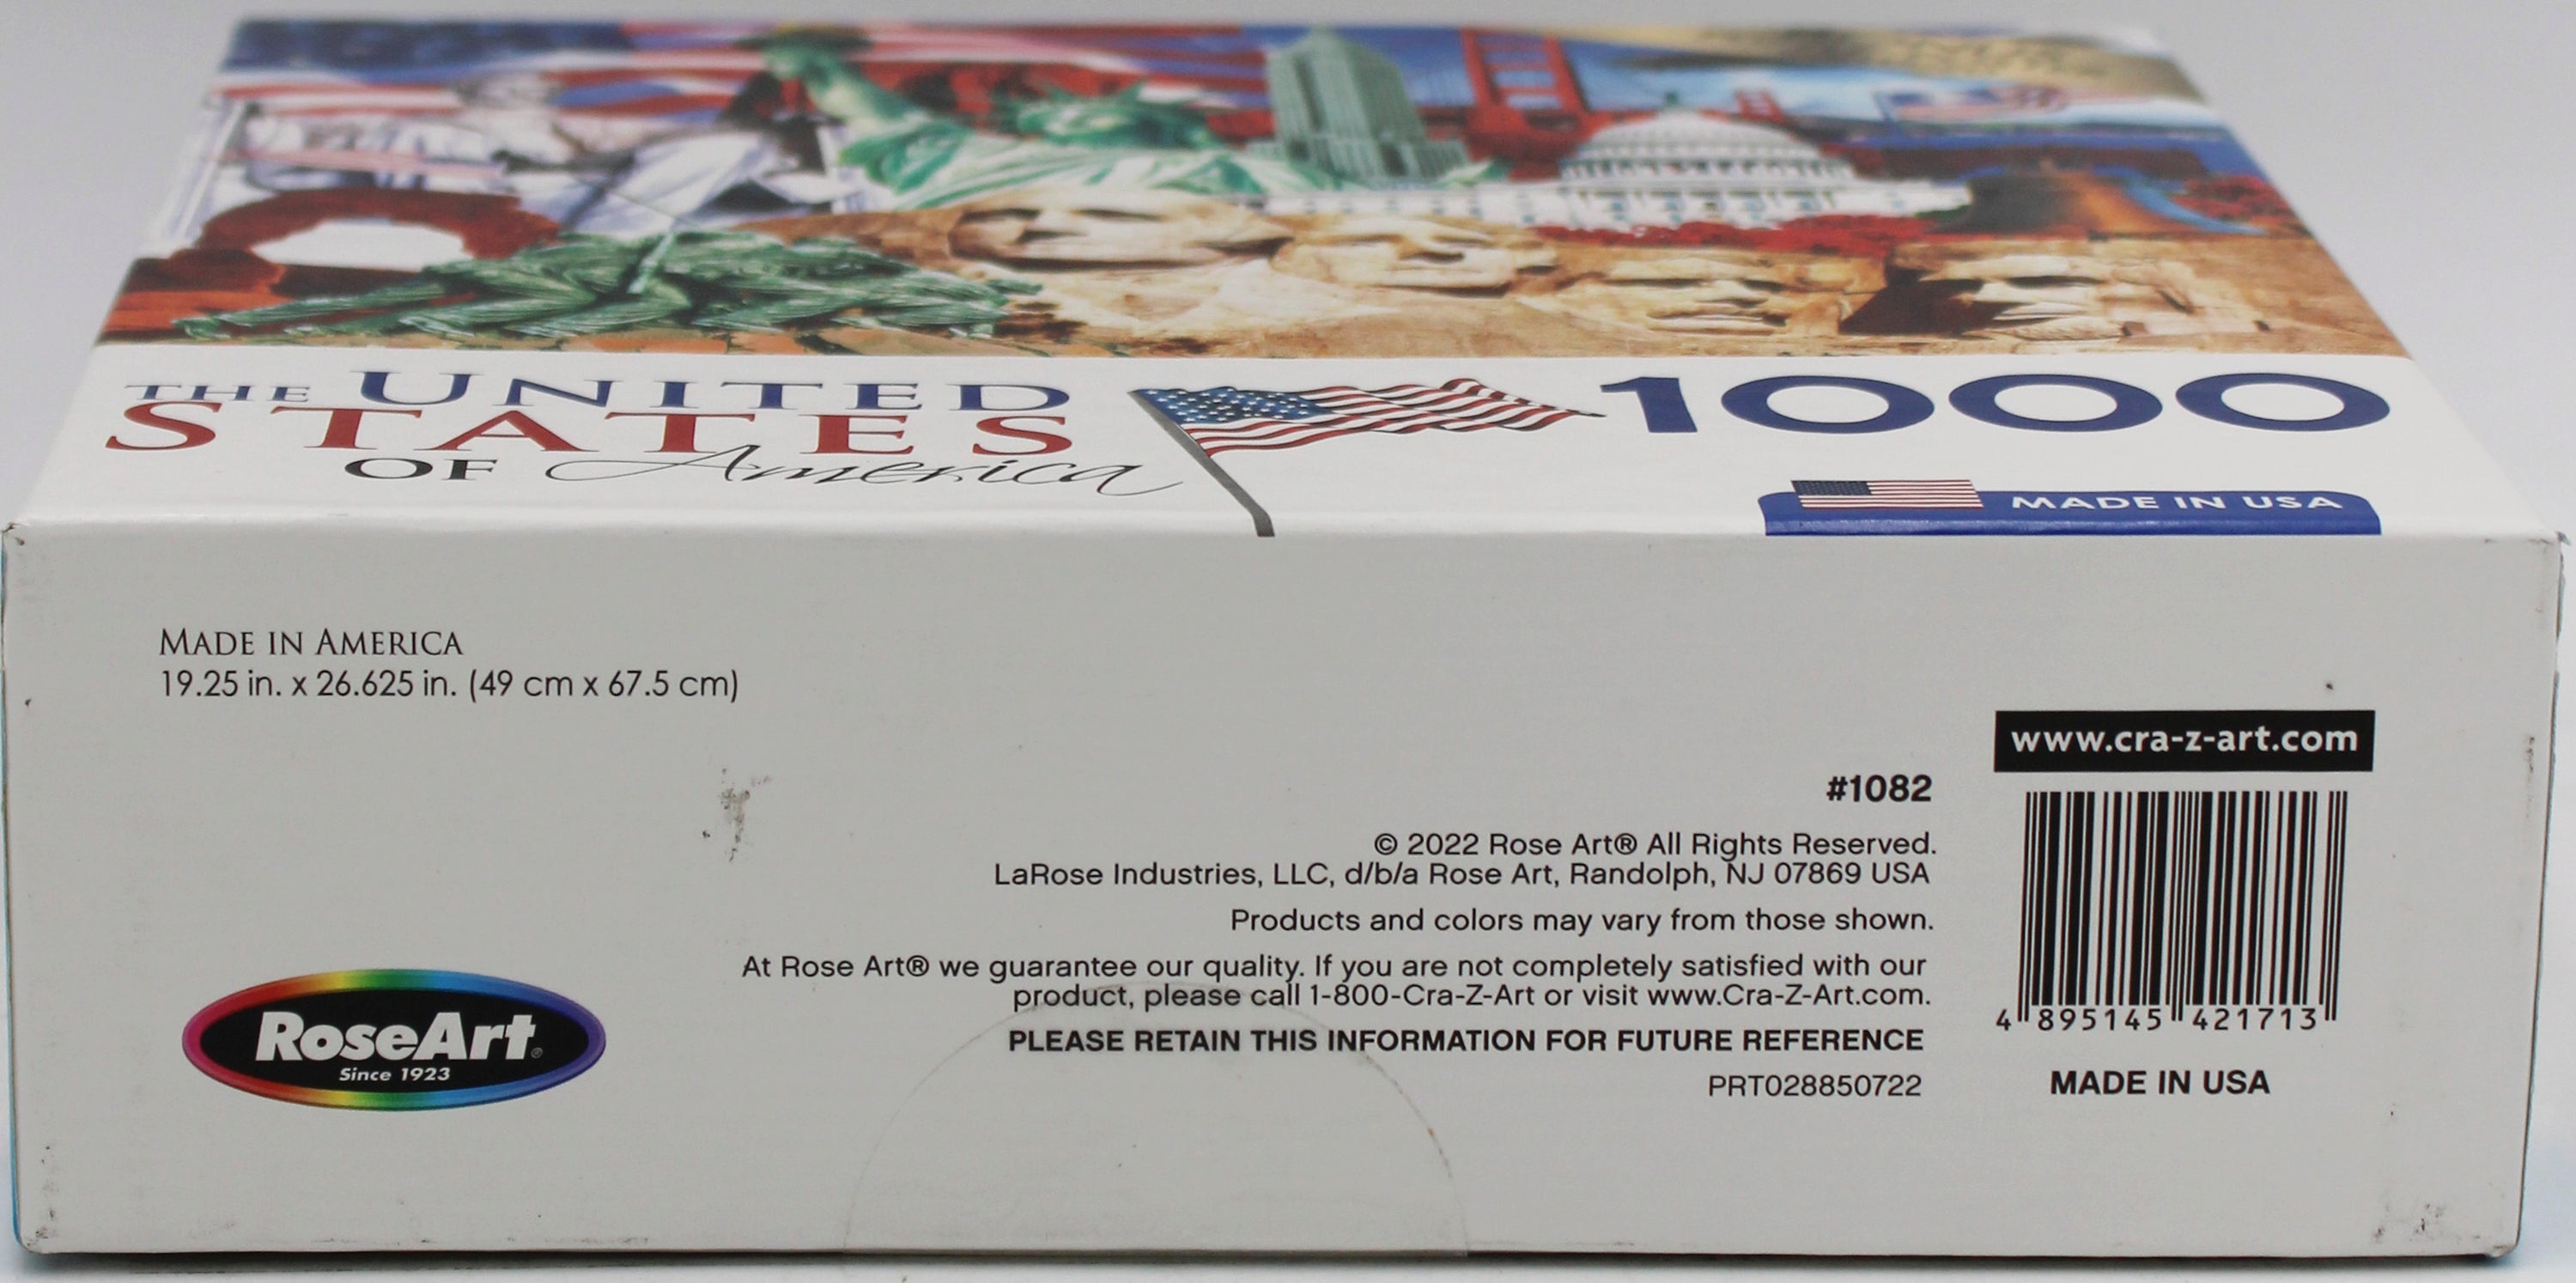 THE UNITED
STATES
OF America
1000
MADE IN USA
MADE IN AMERICA
19.25 in. x 26.625 in. (49 cm x 67.5 cm)
www.cra-z-art.com
#1082
© 2022 Rose Art® All Rights Reserved.
LaRose Industries, LLC, d/b/a Rose Art, Randolph, NJ 07869 USA
Products and colors may vary from those shown.
At Rose Art® we guarantee our quality. If you are not completely satisfied with our
product, please call 1-800-Cra-Z-Art or visit www.Cra-Z-Art.com.
PLEASE RETAIN THIS INFORMATION FOR FUTURE REFERENCE
PRT028850722
4 895145 421713
MADE IN USA
RoseArt®
Since 1923